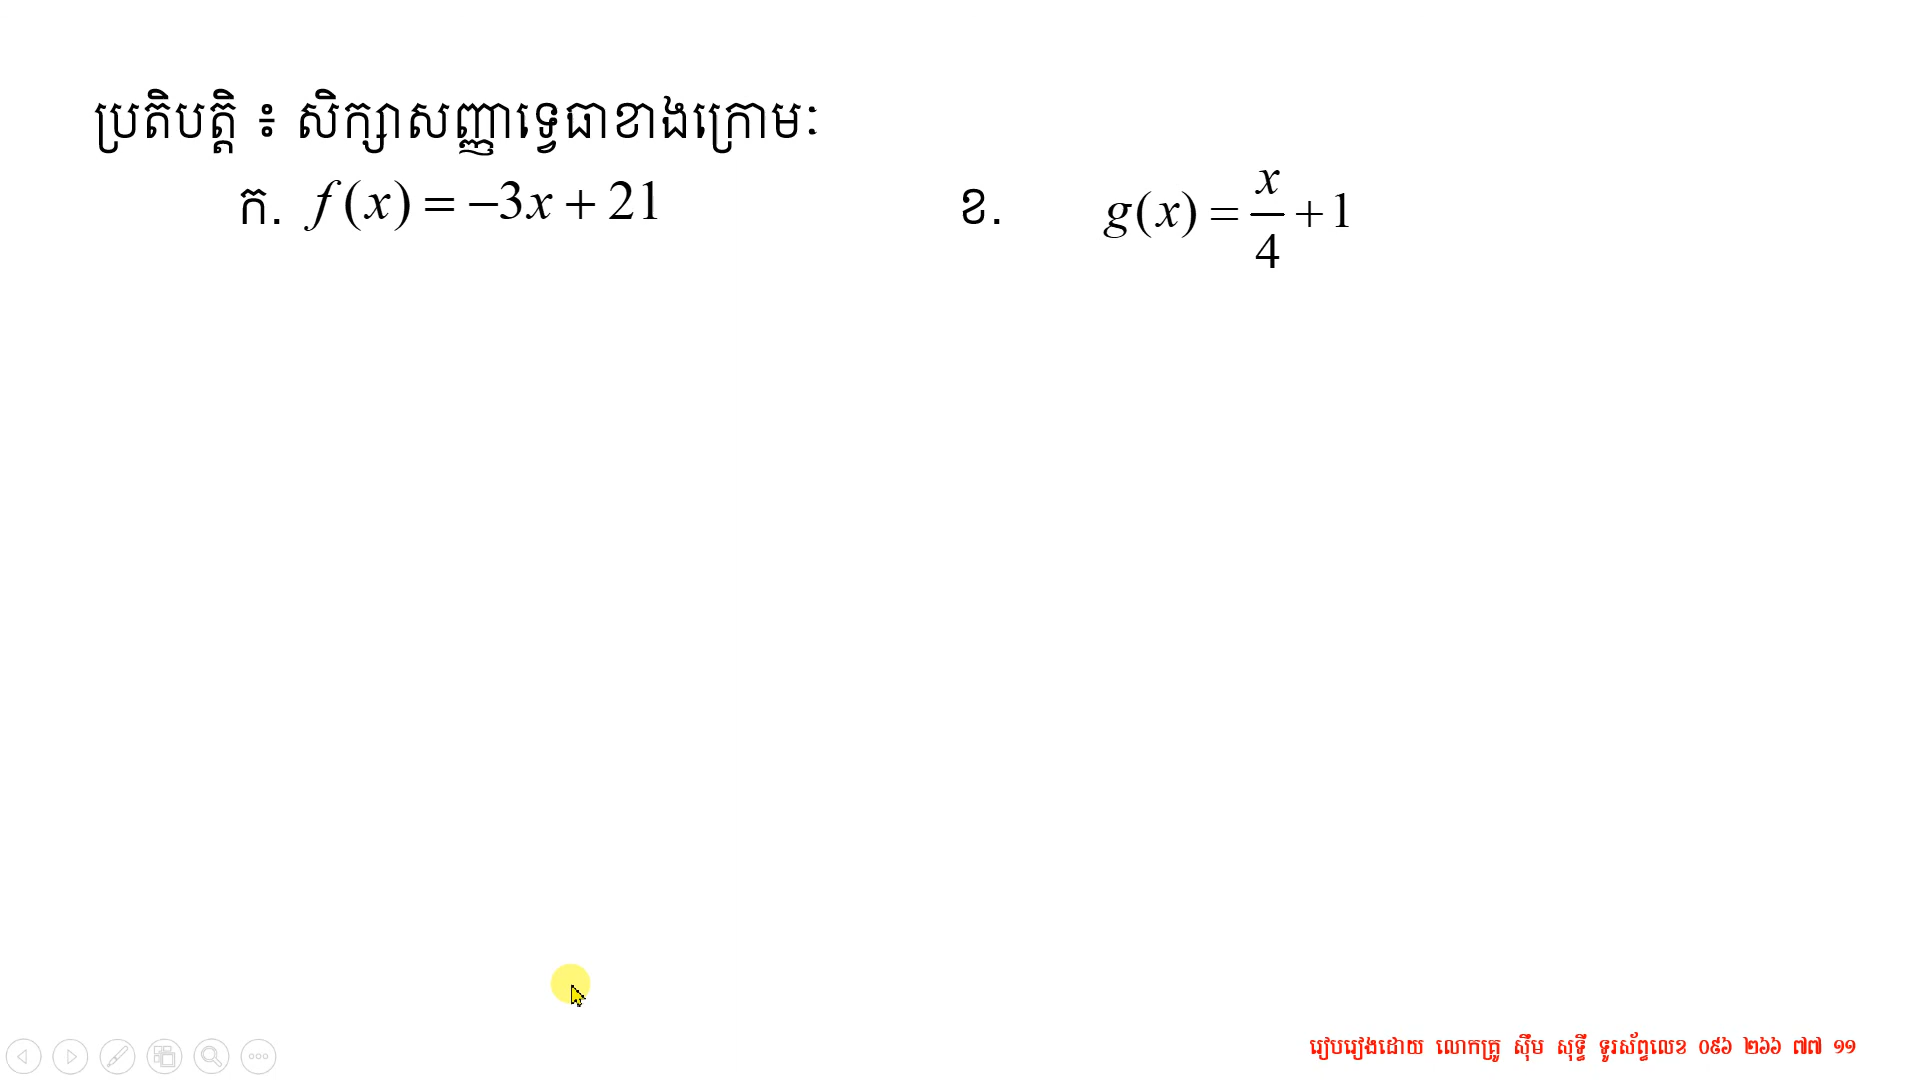 ប្រតិបត្តិ ៖ សិក្សាសញ្ញាទ្វេធាខាងក្រោមៈ
ក. f(x) = −3x + 21 ខ. g(x) = x/4 + 1
រៀបរៀងដោយ លោកគ្រូ ស៊ឹម សុទ្ធី ទូរស័ព្ទលេខ ០៩៦ ២៦៦ ៧៧ ១១